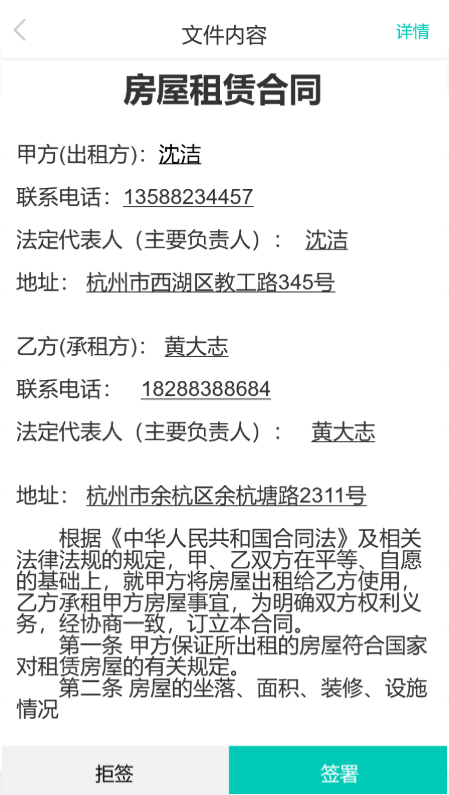 文件内容
详情
房屋租赁合同
甲方(出租方)：沈洁
联系电话：13588234457
法定代表人（主要负责人）： 沈洁
地址： 杭州市西湖区教工路345号
乙方(承租方)： 黄大志
联系电话： 18288388684
法定代表人（主要负责人）： 黄大志
地址： 杭州市余杭区余杭塘路2311号
根据《中华人民共和国合同法》及相关
法律法规的规定，甲、乙双方在平等、自愿
的基础上，就甲方将房屋出租给乙方使用，
乙方承租甲方房屋事宜，为明确双方权利义
务，经协商一致，订立本合同。
第一条 甲方保证所出租的房屋符合国家
对租赁房屋的有关规定。
第二条 房屋的坐落、面积、装修、设施
情况
拒签
签署